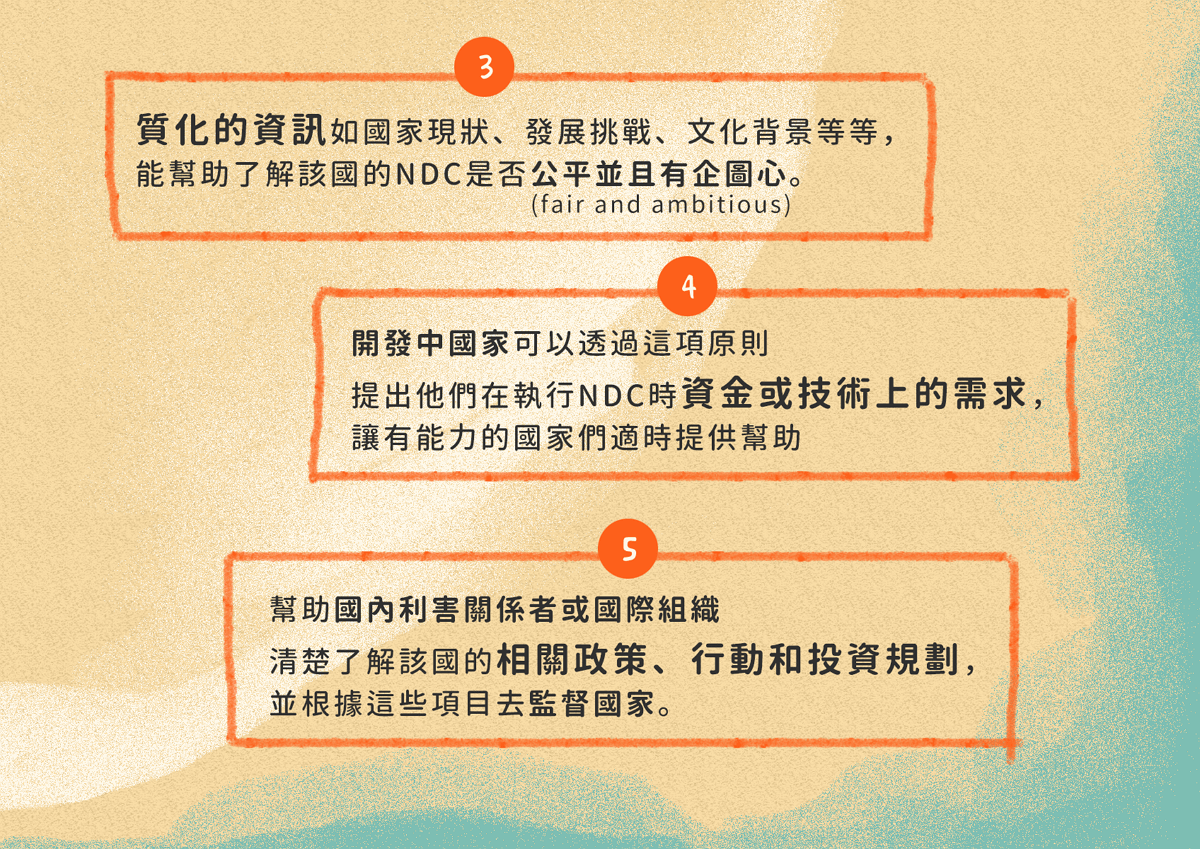 3
質化的資訊如國家現狀、發展挑戰、文化背景等等，
能幫助了解該國的NDC是否公平並且有企圖心。
(fair and ambitious)
4
開發中國家可以透過這項原則
提出他們在執行NDC時資金或技術上的需求，
讓有能力的國家們適時提供幫助
5
幫助國內利害關係者或國際組織
清楚了解該國的相關政策、行動和投資規劃，
並根據這些項目去監督國家。